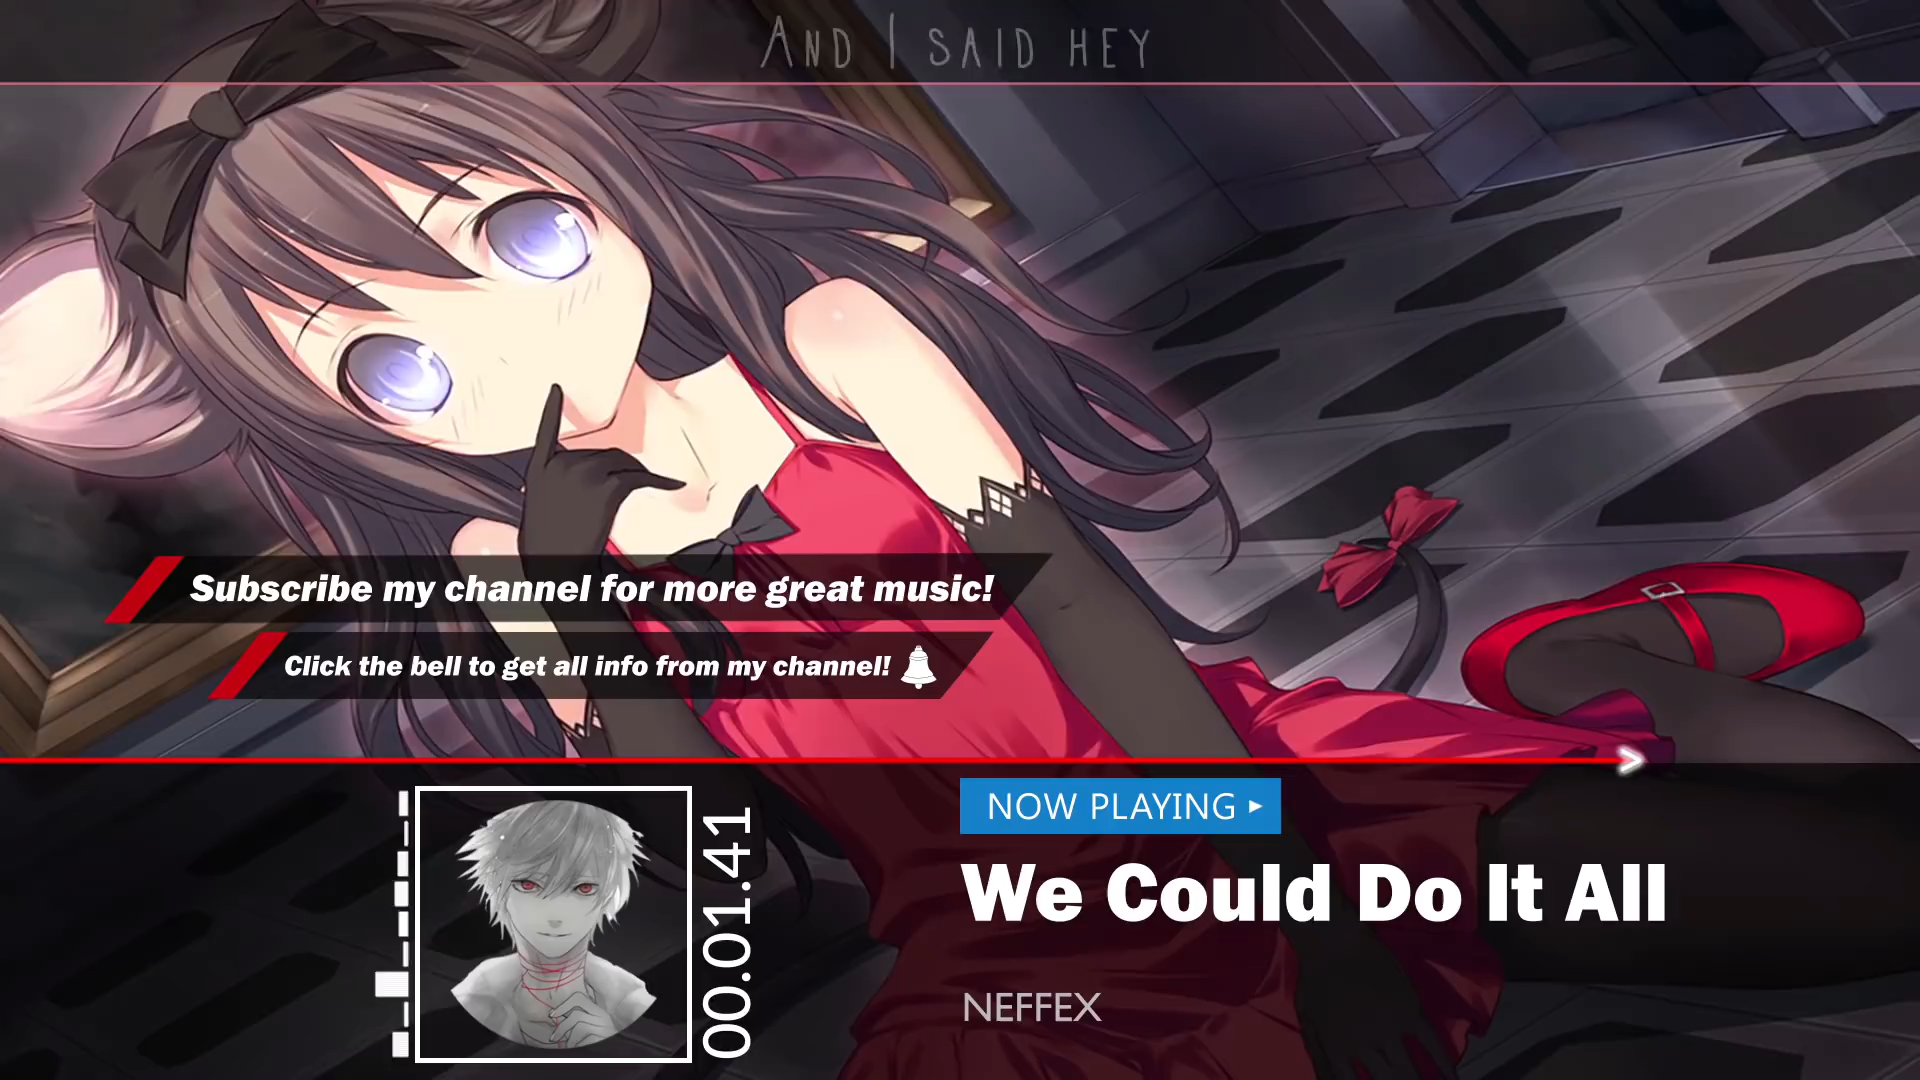 And I said hey
Subscribe my channel for more great music!
Click the bell to get all info from my channel!
NOW PLAYING ▸
We Could Do It All
NEFFEX
00.01.41